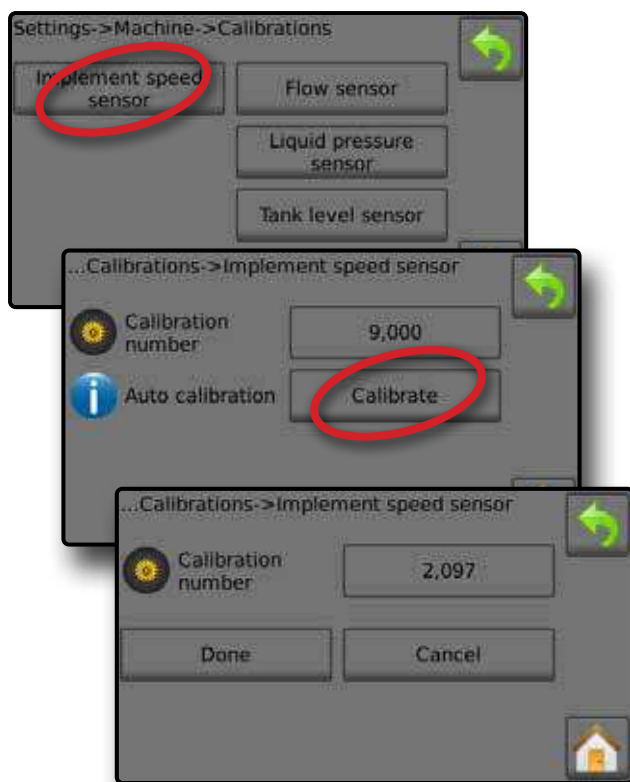 Settings->Machine->Calibrations
Implement speed
sensor
Flow sensor
Liquid pressure
sensor
Tank level sensor
...Calibrations->Implement speed sensor
Calibration
number
9,000
Auto calibration
Calibrate
...Calibrations->Implement speed sensor
Calibration
number
2,097
Done
Cancel